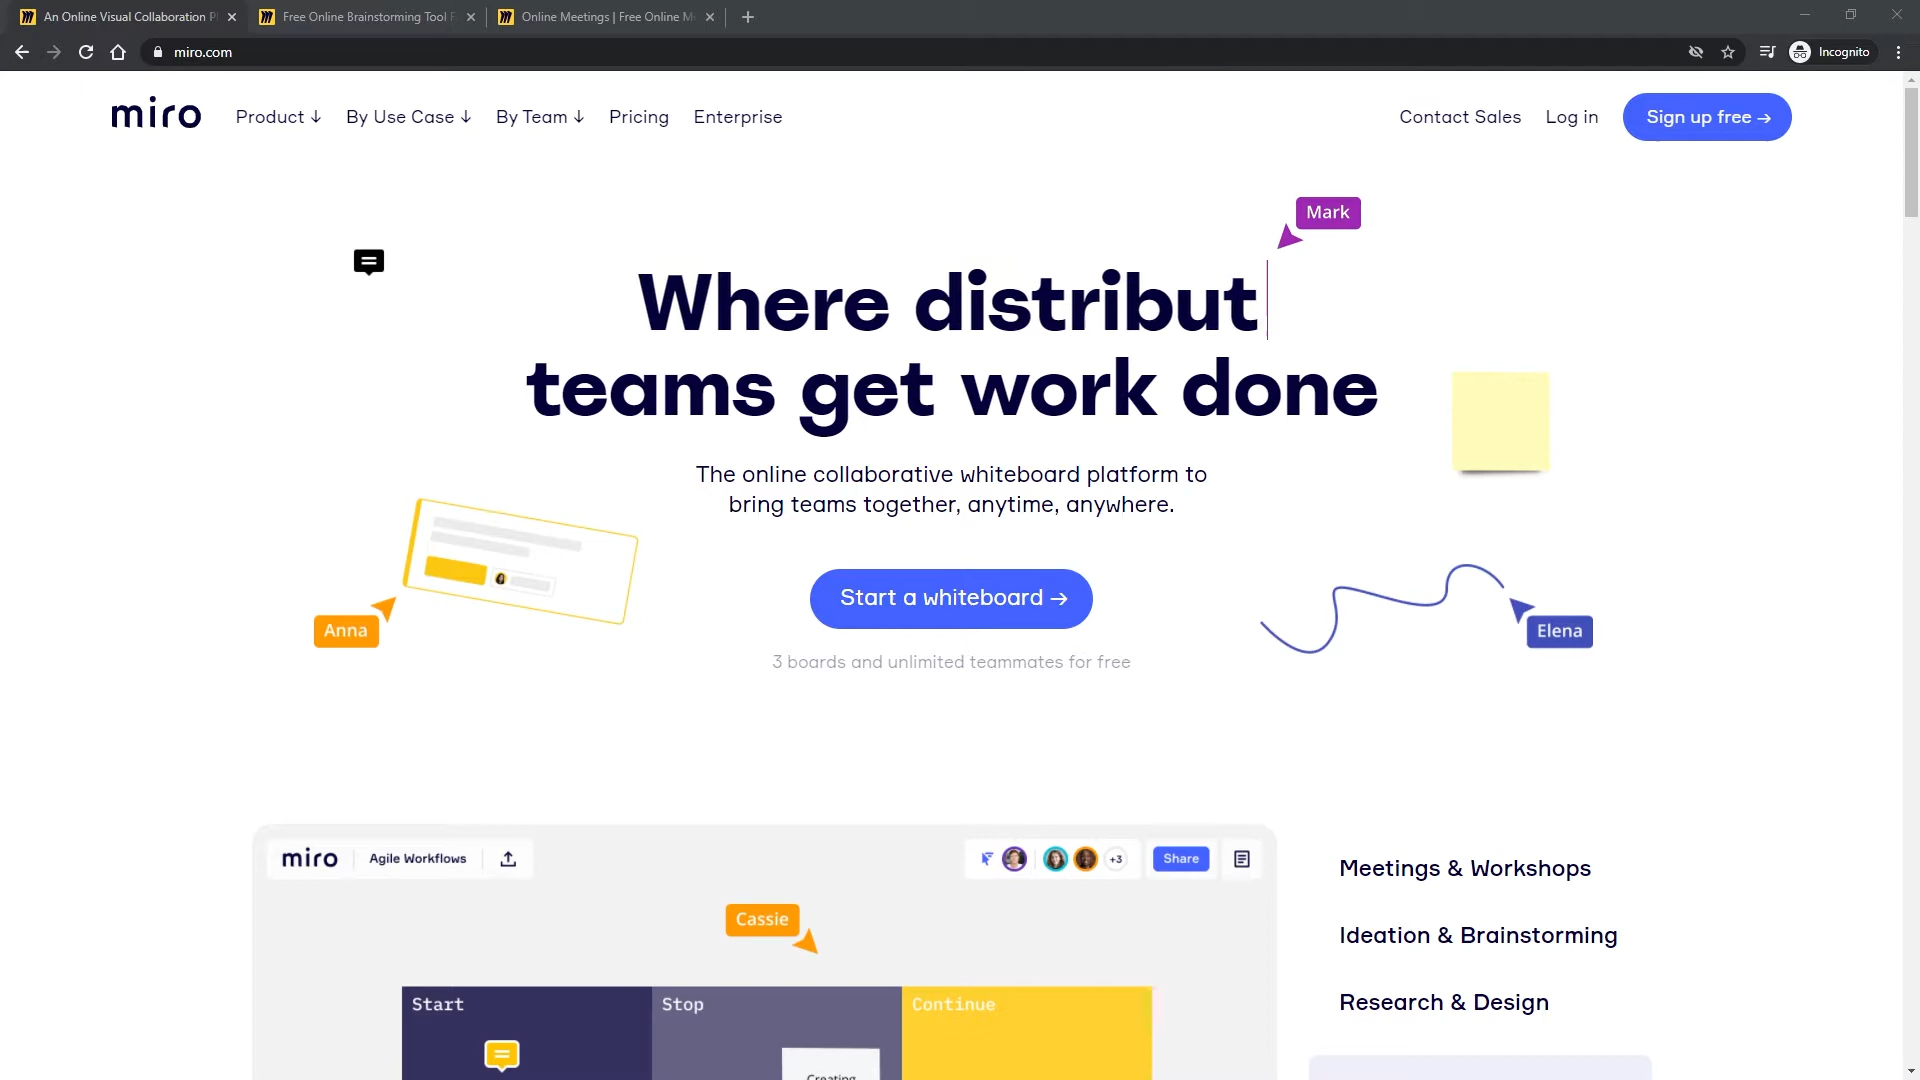 An Online Visual Collaboration P
Free Online Brainstorming Tool F
Online Meetings | Free Online M
miro.com
Incognito
miro
Product ↓
By Use Case ↓
By Team ↓
Pricing
Enterprise
Contact Sales
Log in
Sign up free →
Mark
Where distribut
teams get work done
The online collaborative whiteboard platform to
bring teams together, anytime, anywhere.
Anna
Start a whiteboard →
Elena
3 boards and unlimited teammates for free
miro
Agile Workflows
+3
Share
Cassie
Start
Stop
Continue
Creating
Meetings & Workshops
Ideation & Brainstorming
Research & Design